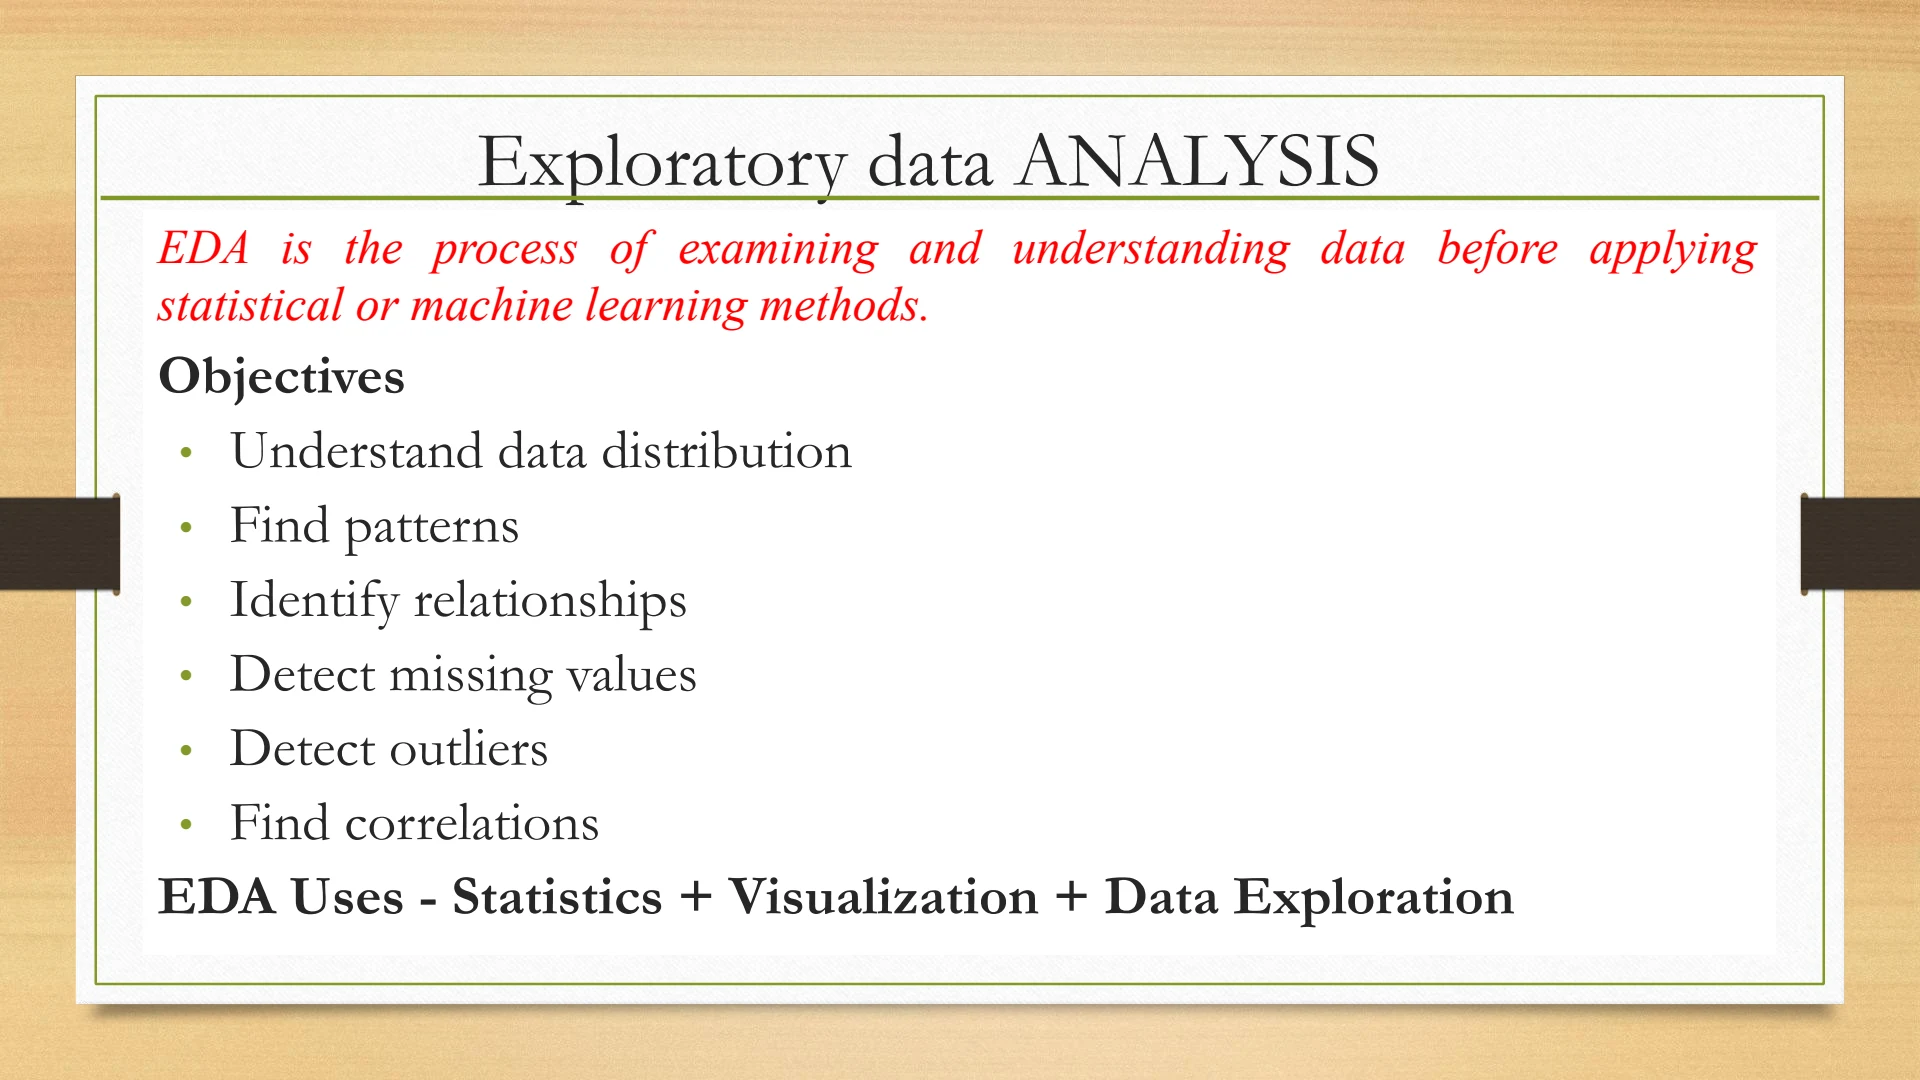 Exploratory data ANALYSIS
EDA is the process of examining and understanding data before applying
statistical or machine learning methods.
Objectives
• Understand data distribution
• Find patterns
• Identify relationships
• Detect missing values
• Detect outliers
• Find correlations
EDA Uses - Statistics + Visualization + Data Exploration